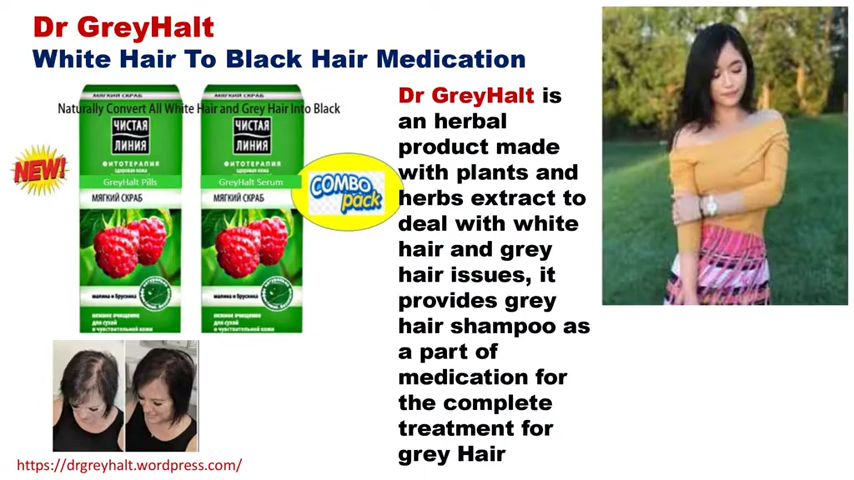 Dr GreyHalt
White Hair To Black Hair Medication
МЯГКИЙ СКРАБ
МЯГКИЙ СКРАБ
Naturally Convert All White Hair and Grey Hair Into Black
ЧИСТАЯ
ЛИНИЯ
ФИТОТЕРАПИЯ
здоровая кожа
GreyHalt Pills
МЯГКИЙ СКРАБ
малина и брусника
нежное очищение
для сухой
и чувствительной кожи
ЧИСТАЯ
ЛИНИЯ
ФИТОТЕРАПИЯ
здоровая кожа
GreyHalt Serum
МЯГКИЙ СКРАБ
малина и брусника
нежное очищение
для сухой
и чувствительной кожи
NEW!
COMBO
pack
Dr GreyHalt is
an herbal
product made
with plants and
herbs extract to
deal with white
hair and grey
hair issues, it
provides grey
hair shampoo as
a part of
medication for
the complete
treatment for
grey Hair
https://drgreyhalt.wordpress.com/